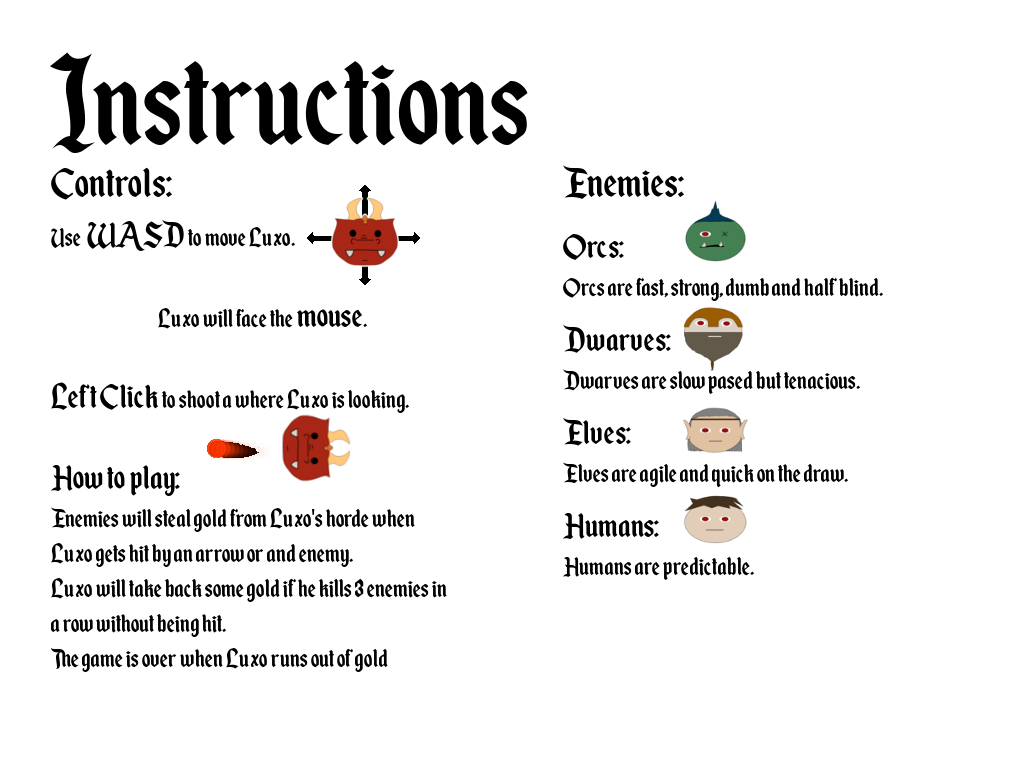 Instructions
Controls:
Use WASD to move Luxo.
Luxo will face the mouse.
Left Click to shoot a where Luxo is looking.
How to play:
Enemies will steal gold from Luxo's horde when
Luxo gets hit by an arrow or and enemy.
Luxo will take back some gold if he kills 3 enemies in
a row without being hit.
The game is over when Luxo runs out of gold
Enemies:
Orcs:
Orcs are fast, strong, dumb and half blind.
Dwarves:
Dwarves are slow pased but tenacious.
Elves:
Elves are agile and quick on the draw.
Humans:
Humans are predictable.